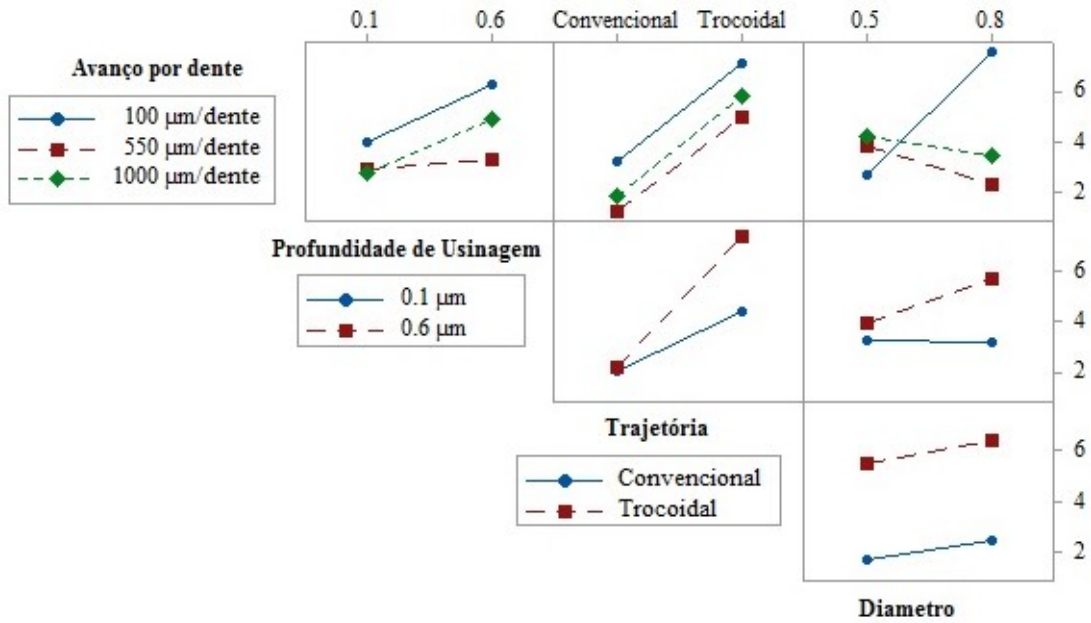 0.1 0.6 Convencional Trocoidal 0.5 0.8
Avanço por dente
100 µm/dente
550 µm/dente
1000 µm/dente
6
4
2
Profundidade de Usinagem
0.1 µm
0.6 µm
6
4
2
Trajetória
Convencional
Trocoidal
6
4
2
Diametro